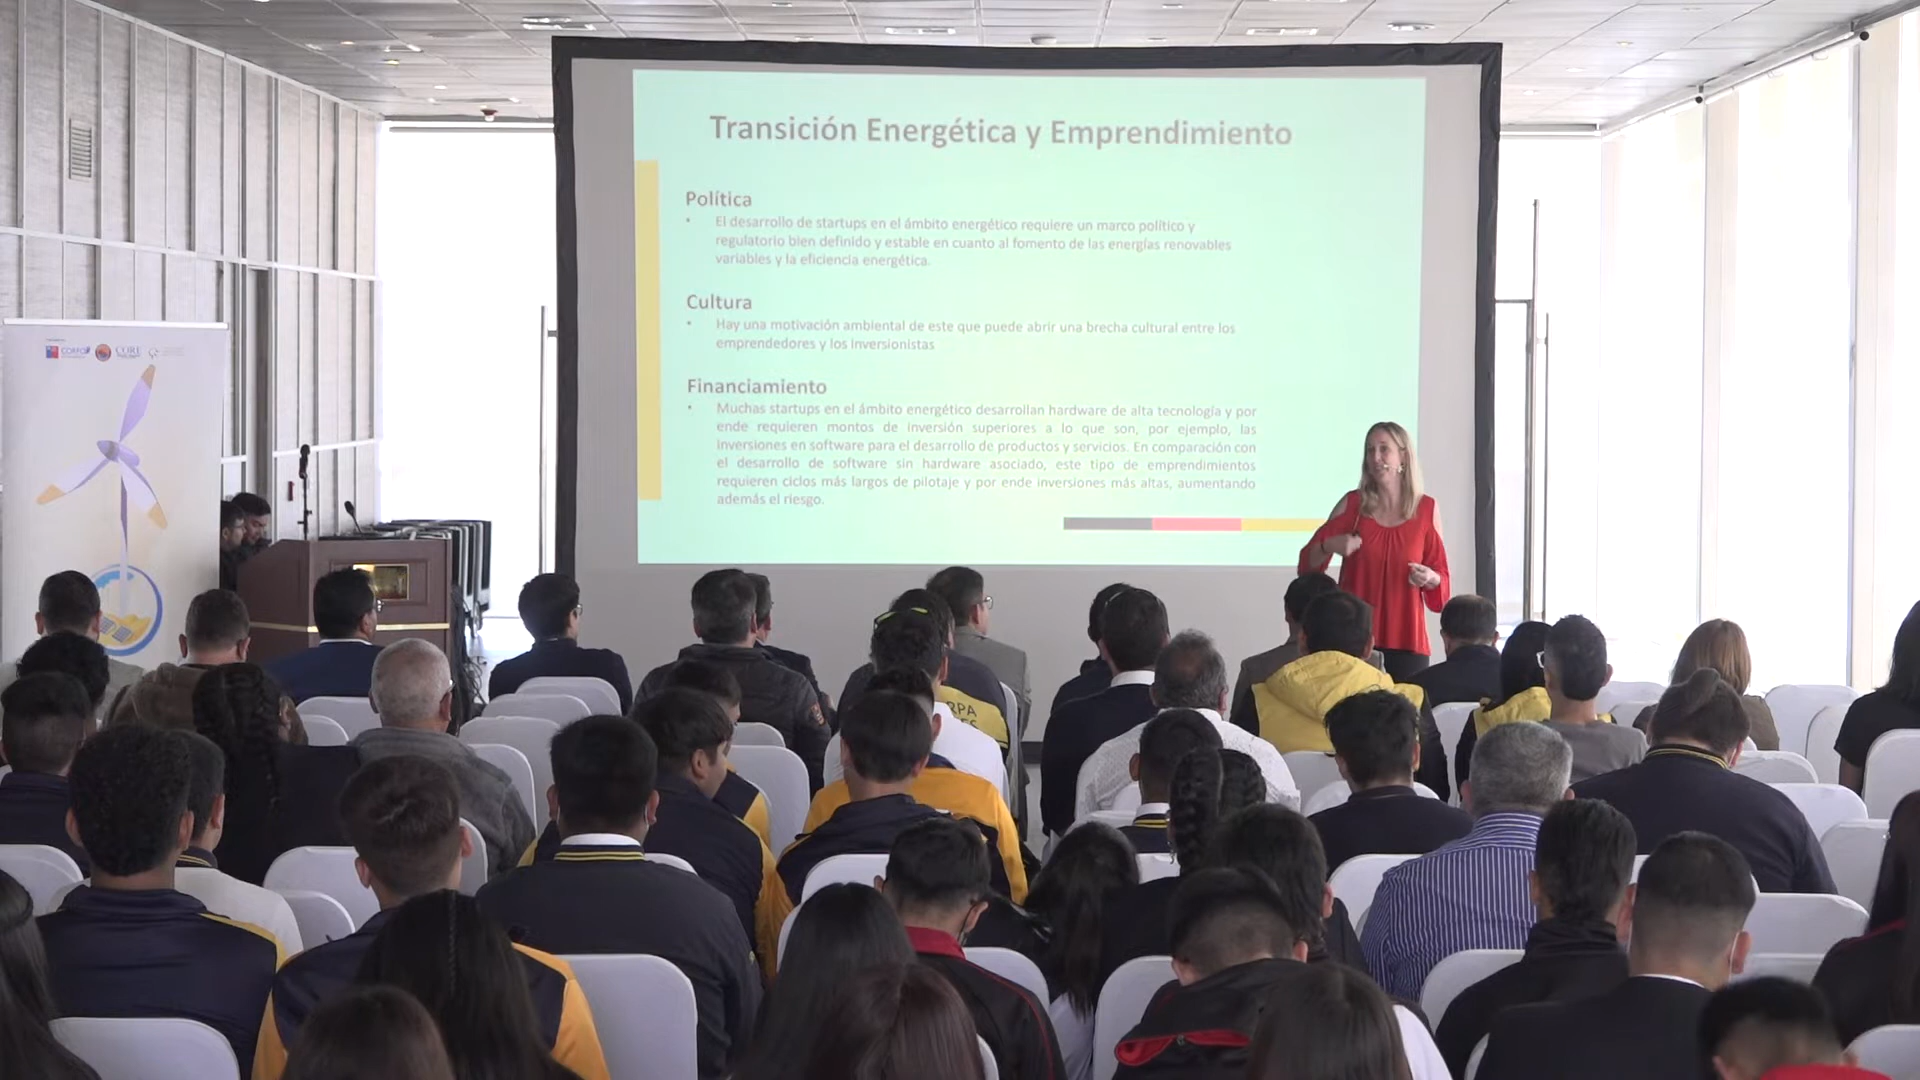 Transición Energética y Emprendimiento
Política
• El desarrollo de startups en el ámbito energético requiere un marco político y
regulatorio bien definido y estable en cuanto al fomento de las energías renovables
variables y la eficiencia energética.
Cultura
• Hay una motivación ambiental de este que puede abrir una brecha cultural entre los
emprendedores y los inversionistas
Financiamiento
• Muchas startups en el ámbito energético desarrollan hardware de alta tecnología y por
ende requieren montos de inversión superiores a lo que son, por ejemplo, las
inversiones en software para el desarrollo de productos y servicios. En comparación con
el desarrollo de software sin hardware asociado, este tipo de emprendimientos
requieren ciclos más largos de pilotaje y por ende inversiones más altas, aumentando
además el riesgo.
CORFO
CORE
RPA